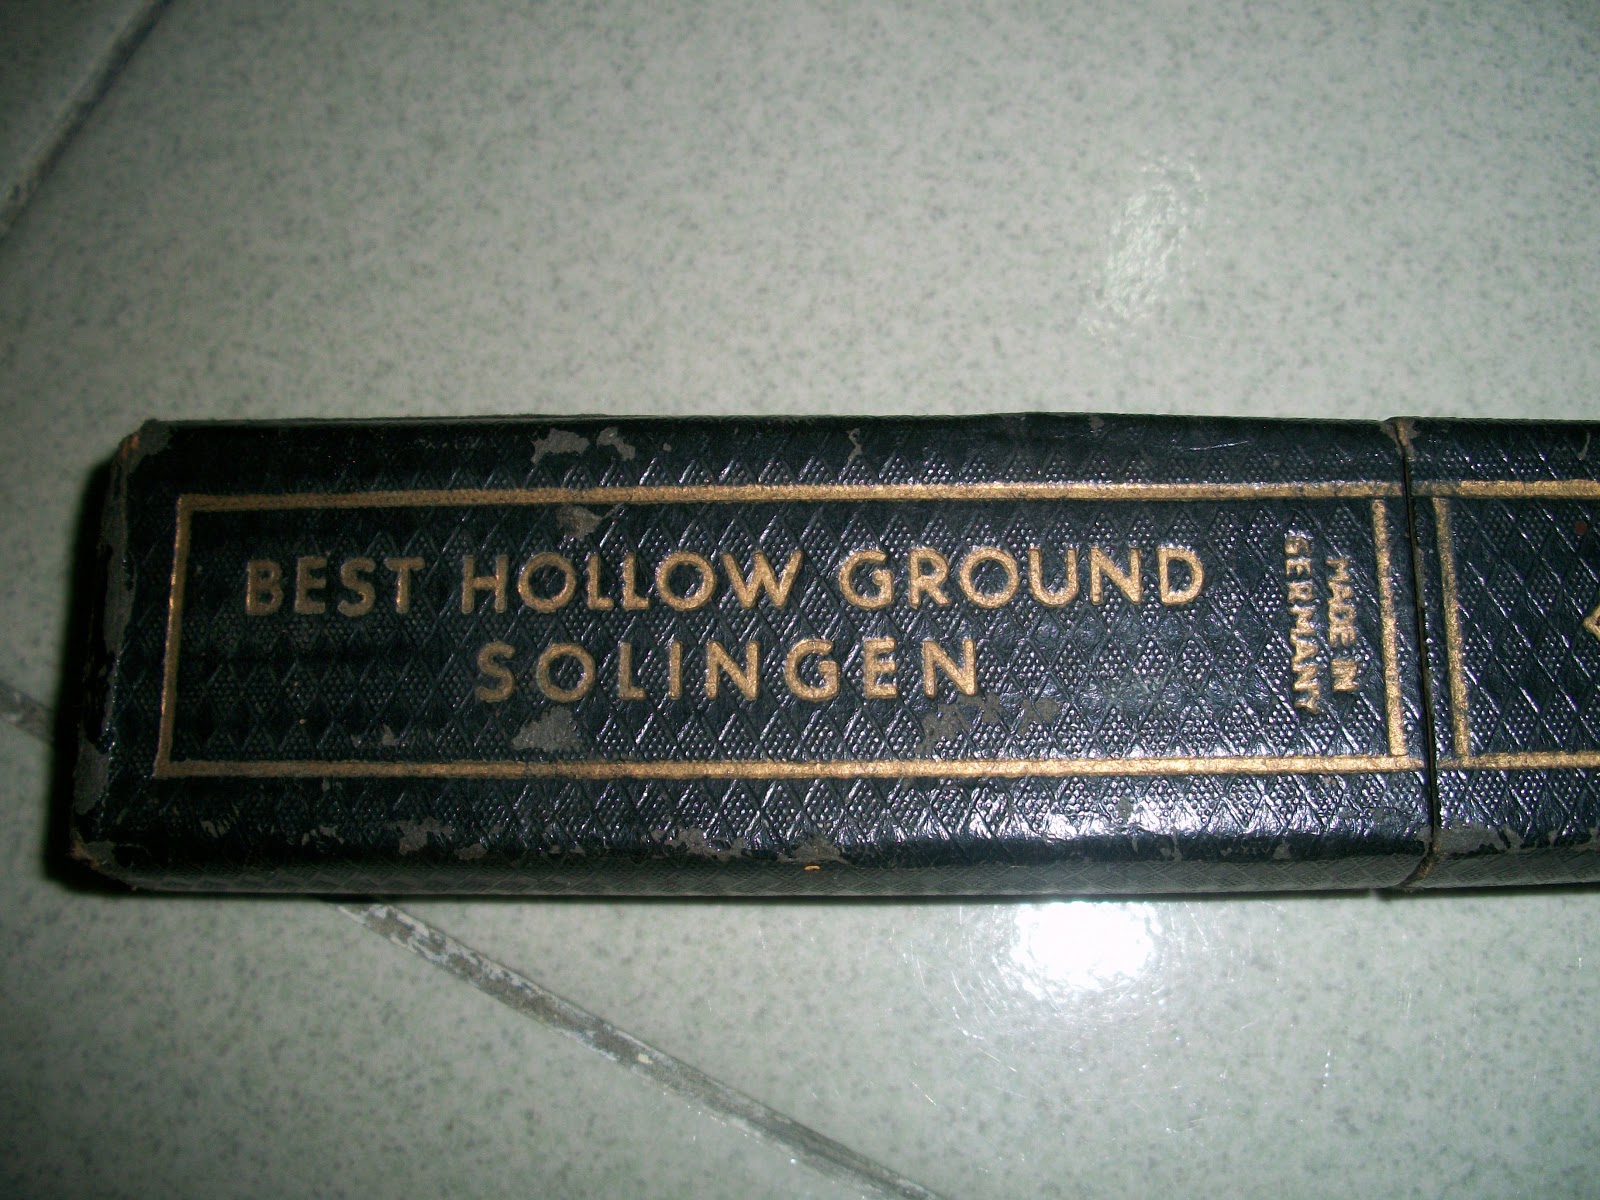 BEST HOLLOW GROUND
SOLINGEN
MADE IN
GERMANY